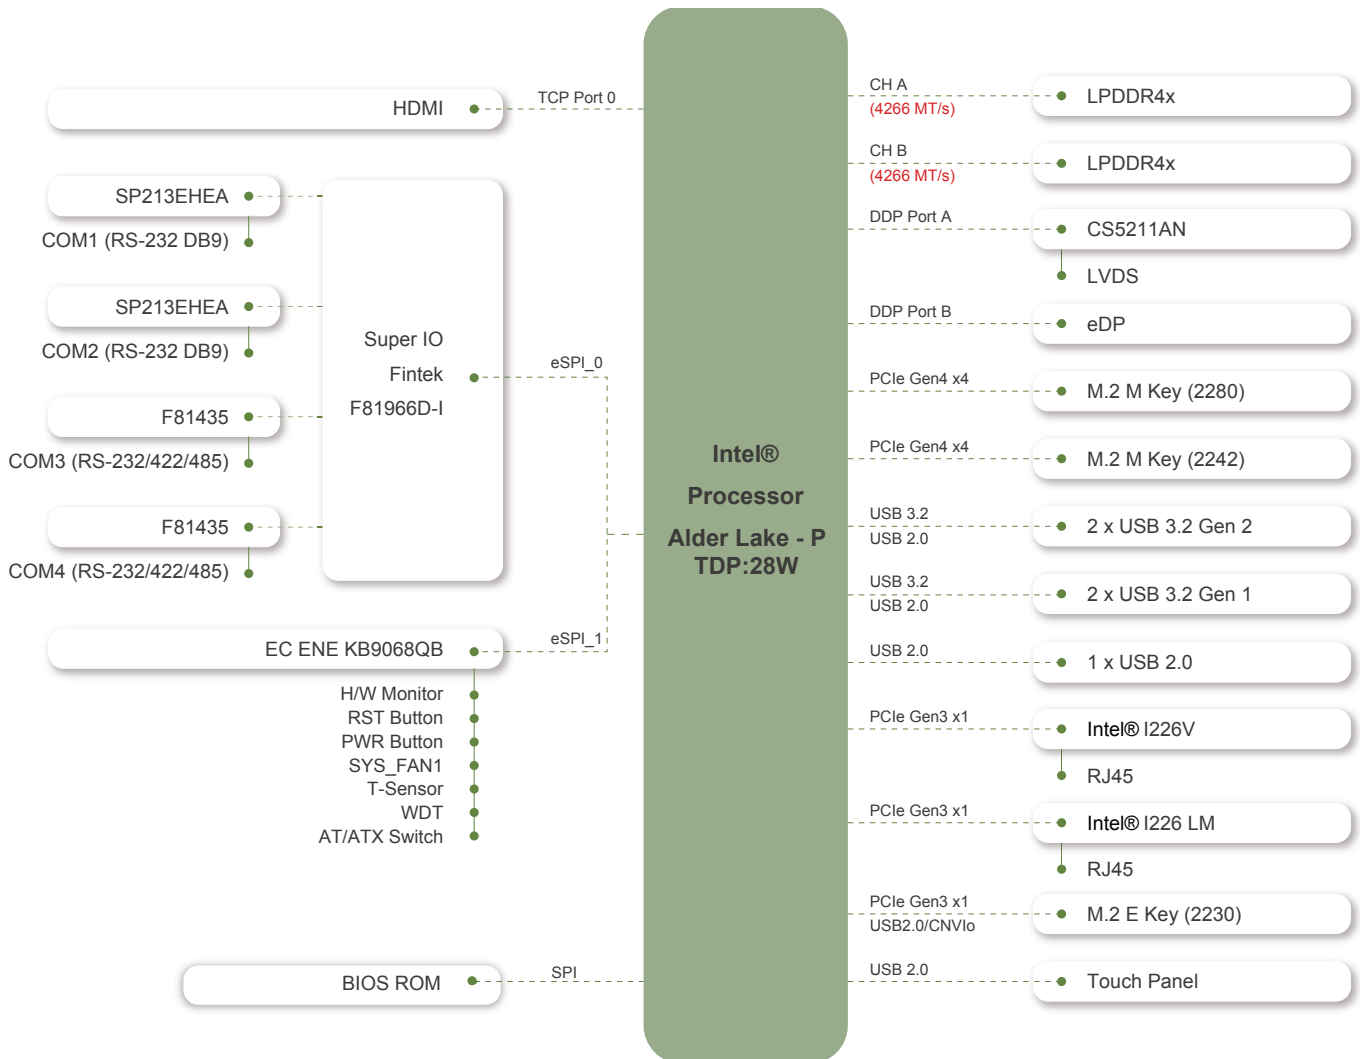 HDMI
TCP Port 0
SP213EHEA
COM1 (RS-232 DB9)
SP213EHEA
COM2 (RS-232 DB9)
F81435
COM3 (RS-232/422/485)
F81435
COM4 (RS-232/422/485)
Super IO
Fintek
F81966D-I
eSPI_0
EC ENE KB9068QB
eSPI_1
H/W Monitor
RST Button
PWR Button
SYS_FAN1
T-Sensor
WDT
AT/ATX Switch
BIOS ROM
SPI
Intel®
Processor
Alder Lake - P
TDP:28W
CH A
(4266 MT/s)
LPDDR4x
CH B
(4266 MT/s)
LPDDR4x
DDP Port A
CS5211AN
LVDS
DDP Port B
eDP
PCIe Gen4 x4
M.2 M Key (2280)
PCIe Gen4 x4
M.2 M Key (2242)
USB 3.2
USB 2.0
2 x USB 3.2 Gen 2
USB 3.2
USB 2.0
2 x USB 3.2 Gen 1
USB 2.0
1 x USB 2.0
PCIe Gen3 x1
Intel® I226V
RJ45
PCIe Gen3 x1
Intel® I226 LM
RJ45
PCIe Gen3 x1
USB2.0/CNVIo
M.2 E Key (2230)
USB 2.0
Touch Panel